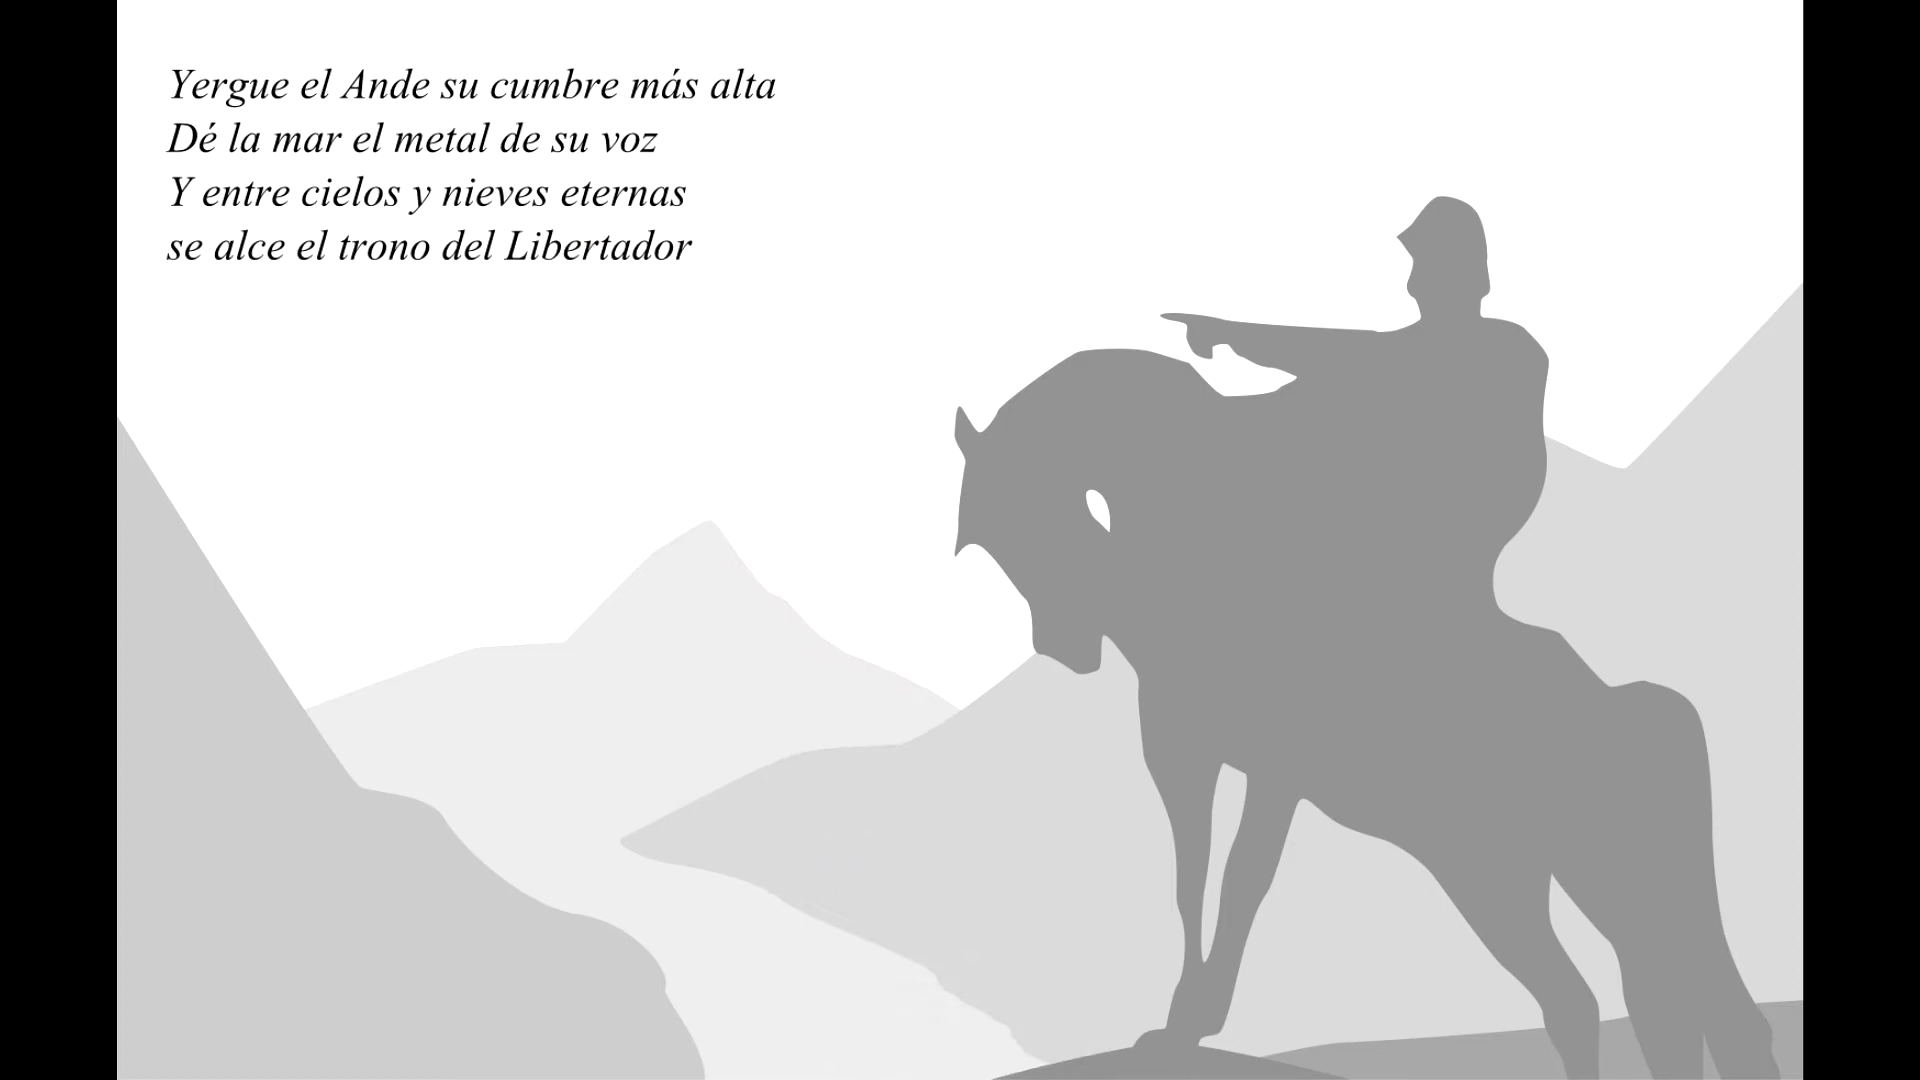 Yergue el Ande su cumbre más alta
Dé la mar el metal de su voz
Y entre cielos y nieves eternas
se alce el trono del Libertador